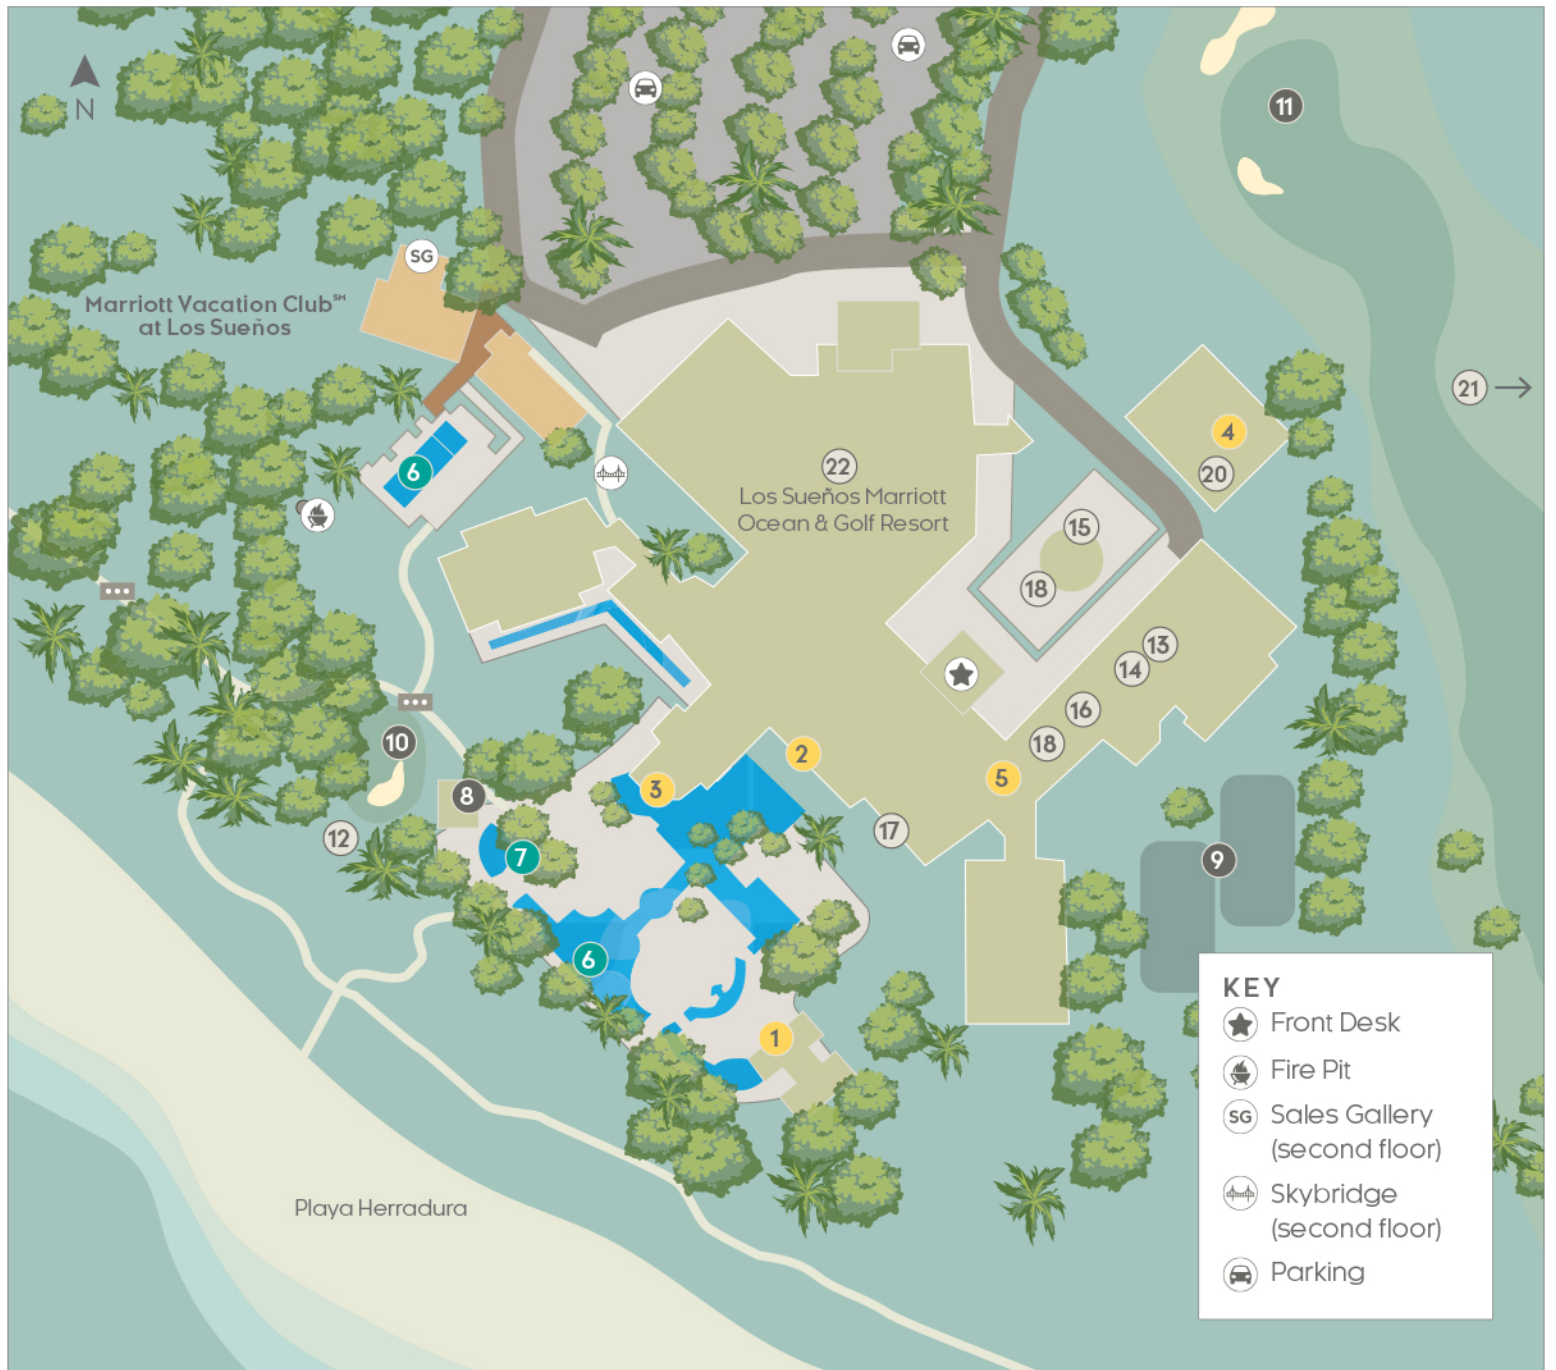 11
N
SG
Marriott Vacation Club℠
at Los Sueños
21
4
20
6
22
Los Sueños Marriott
Ocean & Golf Resort
15
18
13
14
16
18
10
2
5
3
8
12
17
7
9
6
1
Playa Herradura
KEY
Front Desk
Fire Pit
SG Sales Gallery
(second floor)
Skybridge
(second floor)
Parking